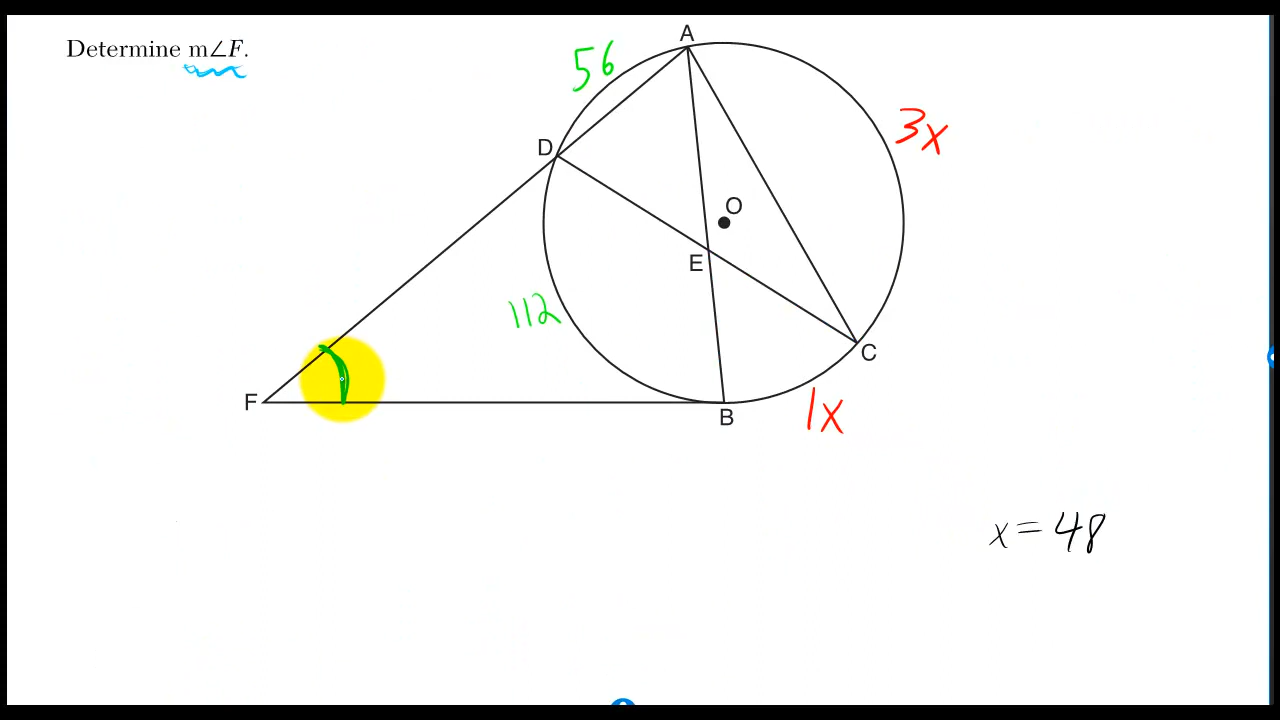 Determine m∠F.
A
56
3x
D
O
E
112
C
F
B
1x
x = 48